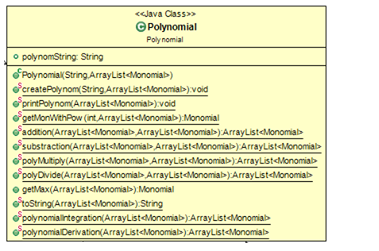 <<Java Class>>
Polynomial
Polynomial
polynomString: String
Polynomial(String,ArrayList<Monomial>)
createPolynom(String,ArrayList<Monomial>):void
printPolynom(ArrayList<Monomial>):void
getMonWithPow (int,ArrayList<Monomial>):Monomial
addition(ArrayList<Monomial>,ArrayList<Monomial>):ArrayList<Monomial>
substraction(ArrayList<Monomial>,ArrayList<Monomial>):ArrayList<Monomial>
polyMultiply(ArrayList<Monomial>,ArrayList<Monomial>):ArrayList<Monomial>
polyDivide(ArrayList<Monomial>,ArrayList<Monomial>):ArrayList<Monomial>
getMax(ArrayList<Monomial>):Monomial
toString(ArrayList<Monomial>):String
polynomialIntegration(ArrayList<Monomial>):ArrayList<Monomial>
polynomialDerivation(ArrayList<Monomial>):ArrayList<Monomial>